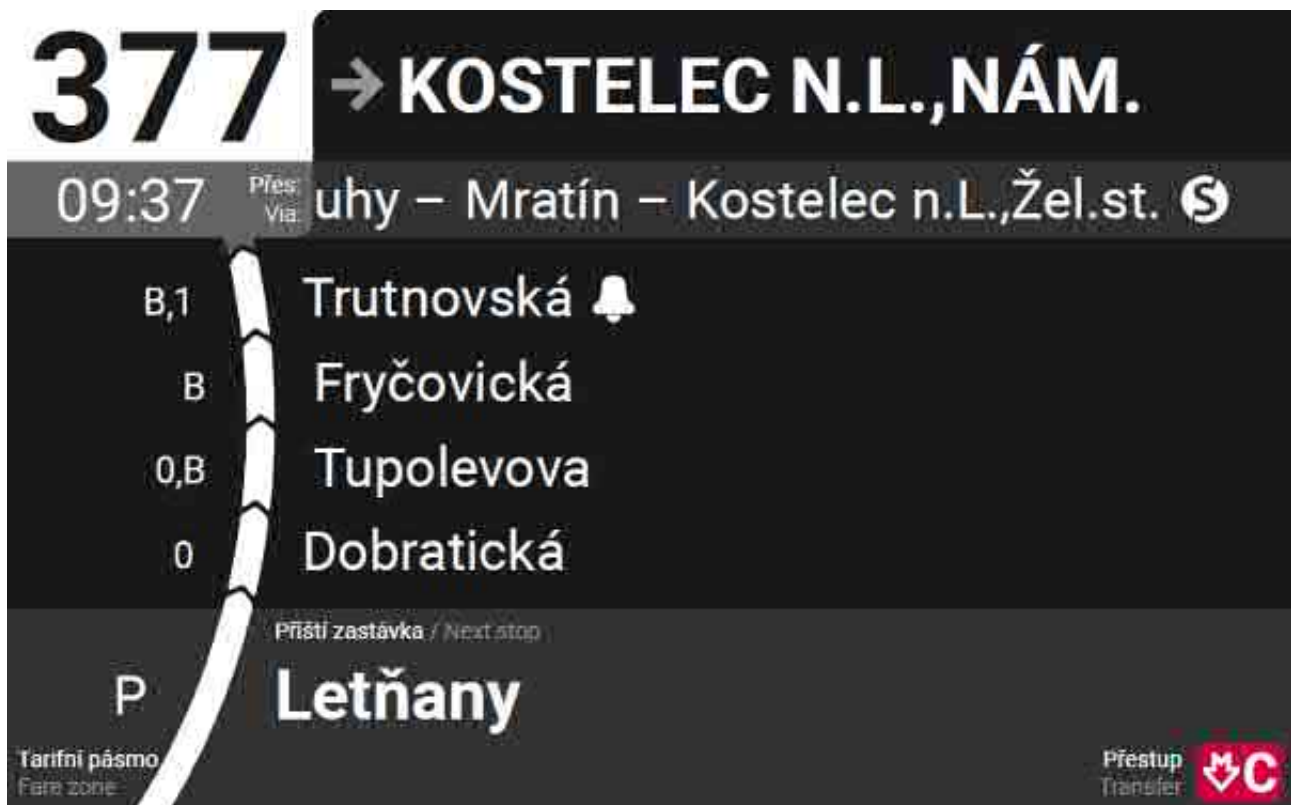 377 → KOSTELEC N.L.,NÁM.
09:37 Přes: Via: uhy – Mratín – Kostelec n.L.,Žel.st. S
B,1 Trutnovská
B Fryčovická
0,B Tupolevova
0 Dobratická
Příští zastávka / Next stop
P Letňany
Tarifní pásmo
Fare zone
Přestup
Transfer
M C